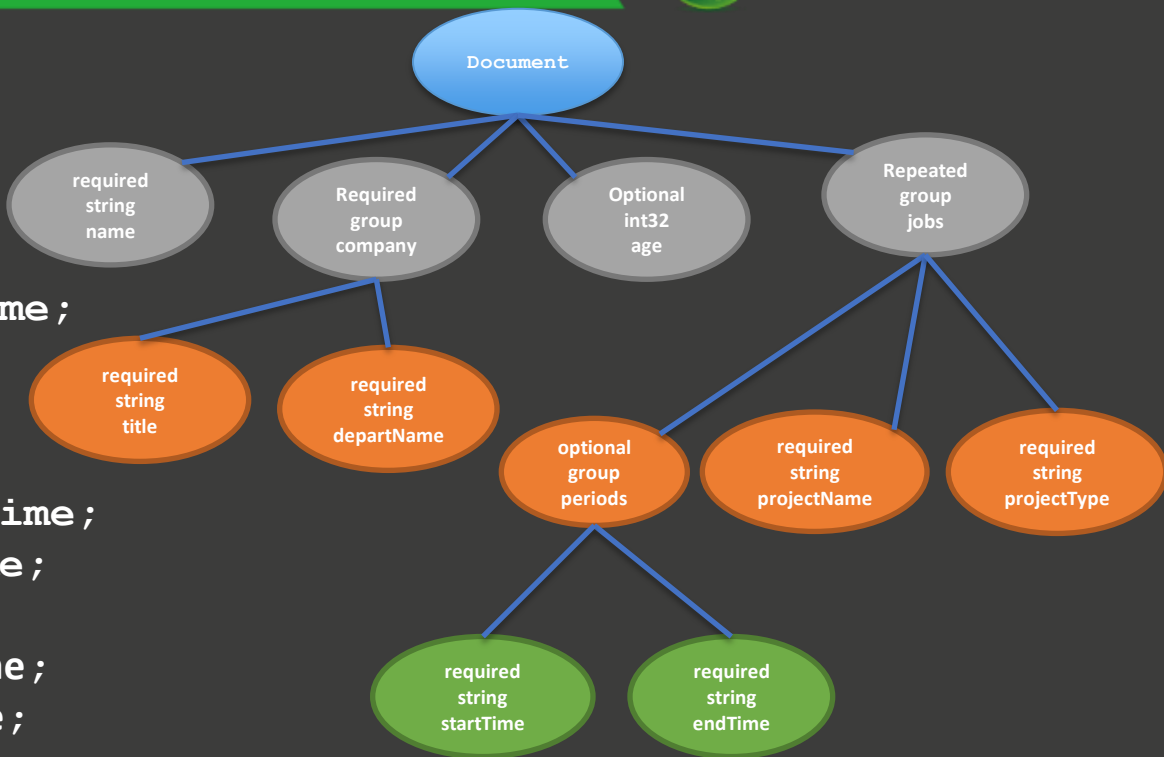 Document
required
string
name
Required
group
company
Optional
int32
age
Repeated
group
jobs
me;
required
string
title
required
string
departName
optional
group
periods
required
string
projectName
required
string
projectType
ime;
e;
ne;
e;
required
string
startTime
required
string
endTime